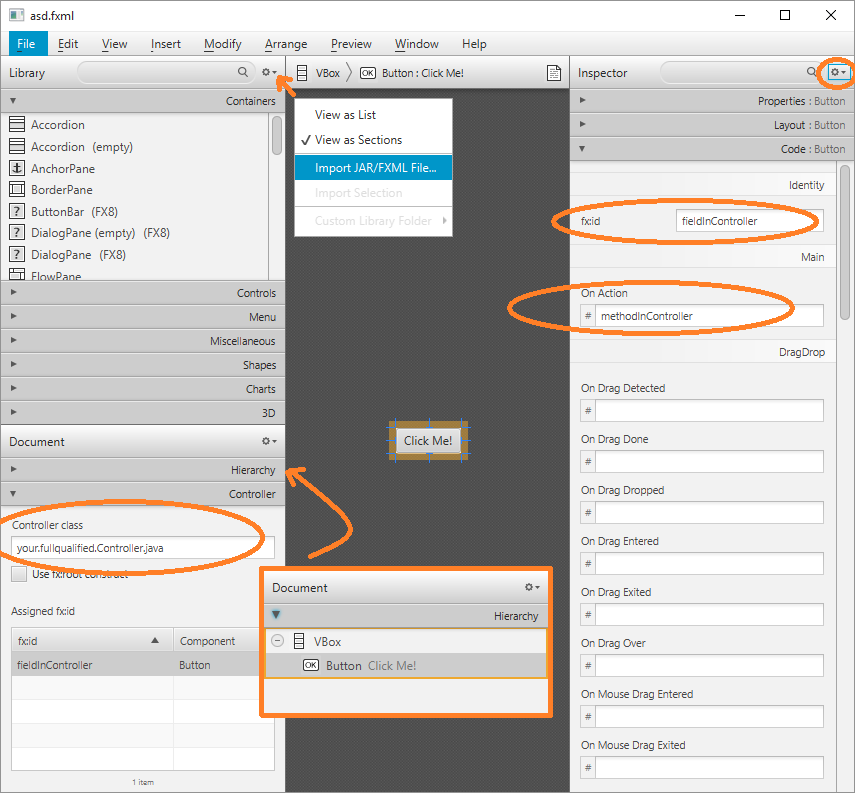 asd.fxml
File Edit View Insert Modify Arrange Preview Window Help
Library
VBox
OK Button : Click Me!
Inspector
Containers
Accordion
Accordion (empty)
AnchorPane
BorderPane
? ButtonBar (FX8)
? DialogPane (empty) (FX8)
? DialogPane (FX8)
FlowPane
Controls
Menu
Miscellaneous
Shapes
Charts
3D
View as List
✓ View as Sections
Import JAR/FXML File...
Import Selection
Custom Library Folder
Click Me!
Document
Hierarchy
Controller
Controller class
your.fullqualified.Controller.java
Use fx:root construct
Assigned fx:id
fx:id Component
fieldInController Button
1 item
Document
Hierarchy
VBox
OK Button Click Me!
Properties : Button
Layout : Button
Code : Button
Identity
fx:id fieldInController
Main
On Action
# methodInController
DragDrop
On Drag Detected
#
On Drag Done
#
On Drag Dropped
#
On Drag Entered
#
On Drag Exited
#
On Drag Over
#
On Mouse Drag Entered
#
On Mouse Drag Exited
#